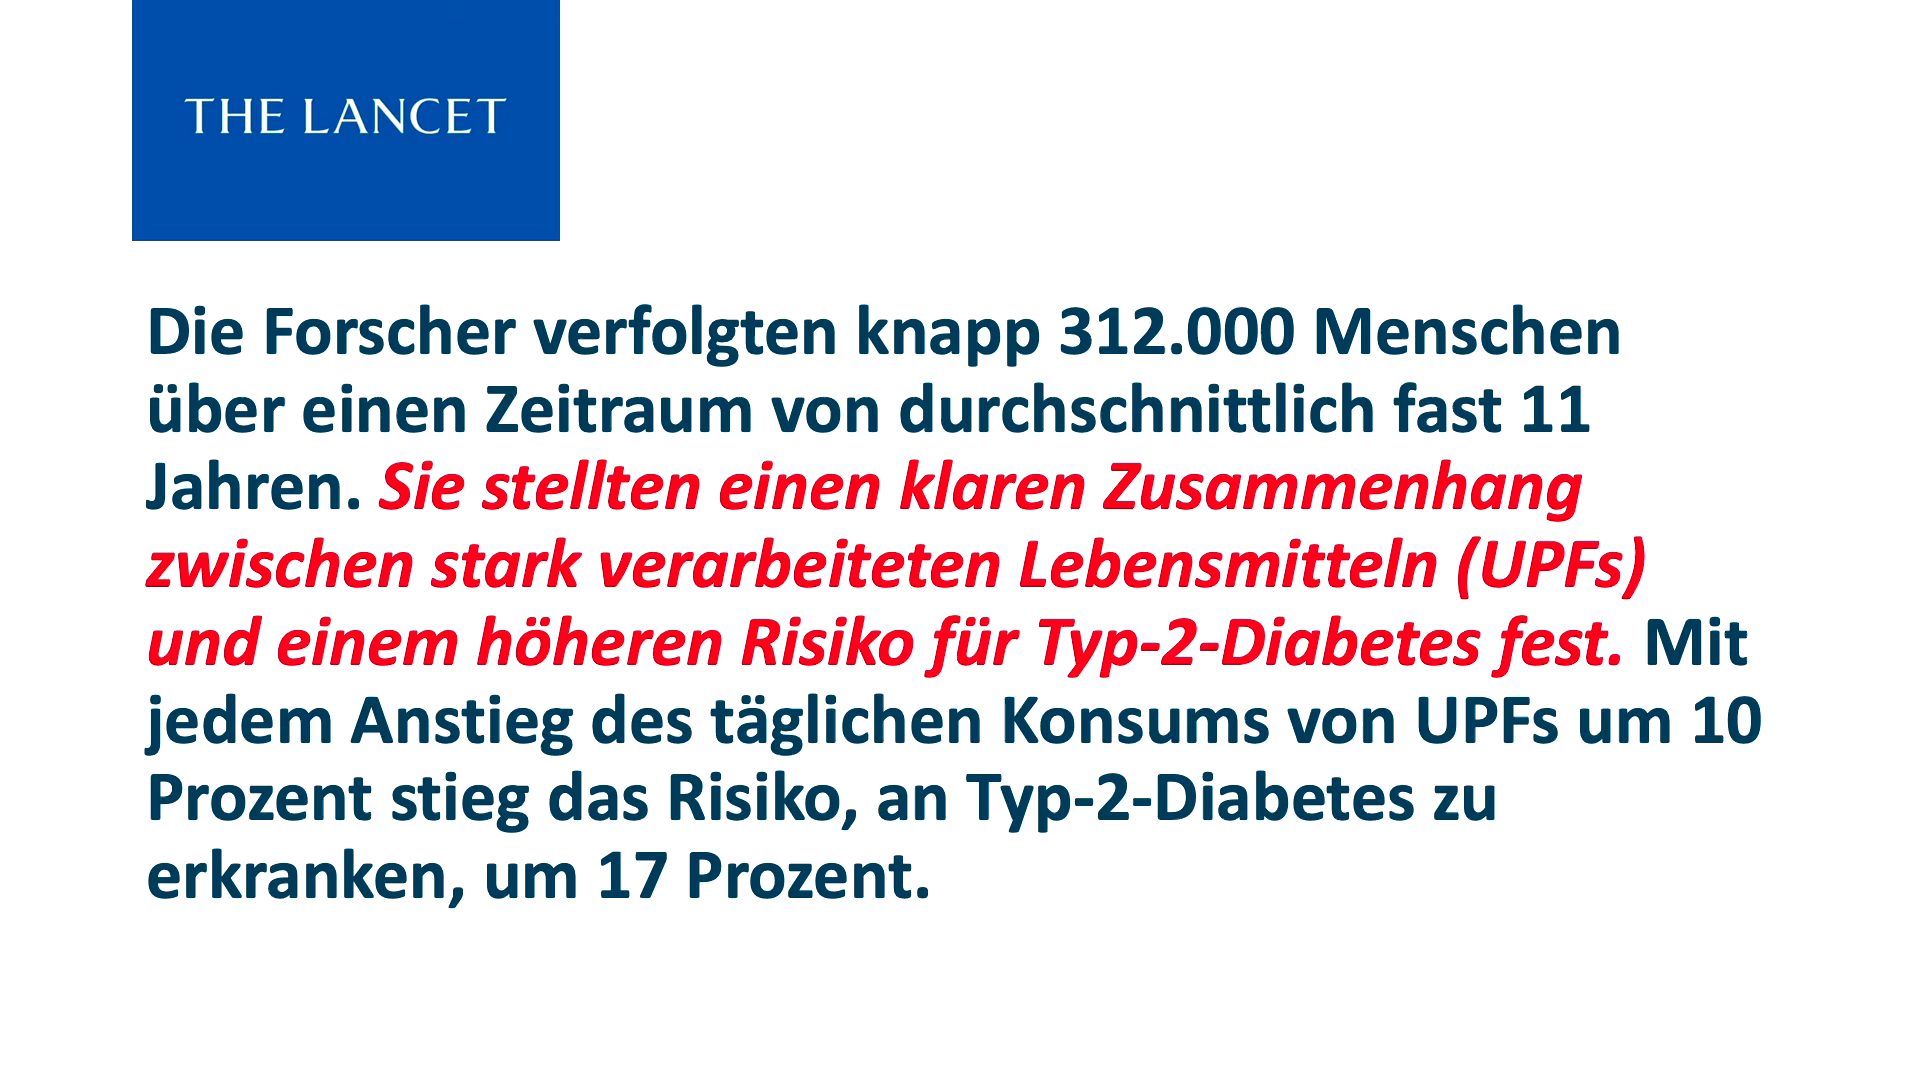 THE LANCET
Die Forscher verfolgten knapp 312.000 Menschen
über einen Zeitraum von durchschnittlich fast 11
Jahren. Sie stellten einen klaren Zusammenhang
zwischen stark verarbeiteten Lebensmitteln (UPFs)
und einem höheren Risiko für Typ-2-Diabetes fest. Mit
jedem Anstieg des täglichen Konsums von UPFs um 10
Prozent stieg das Risiko, an Typ-2-Diabetes zu
erkranken, um 17 Prozent.